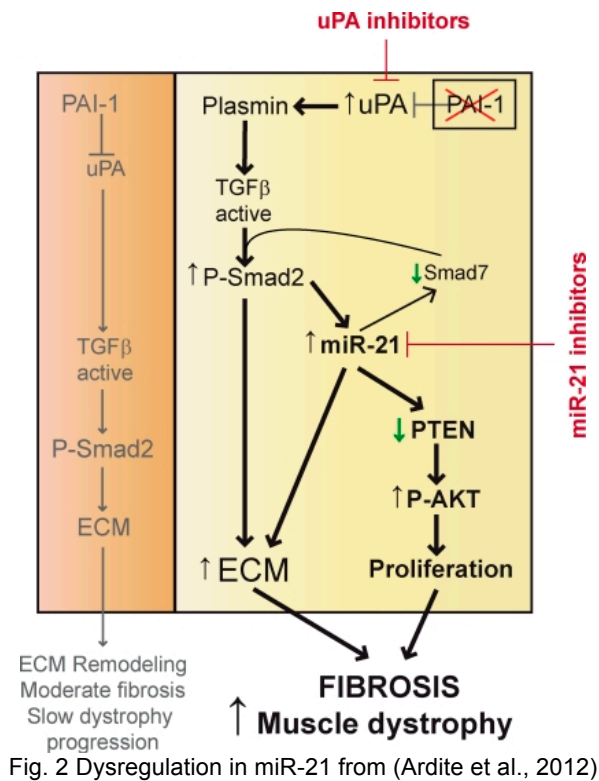 uPA inhibitors
PAI-1
uPA
TGFβ
active
P-Smad2
ECM
ECM Remodeling
Moderate fibrosis
Slow dystrophy
progression
Plasmin
↑uPA
PAI-1
TGFβ
active
↑P-Smad2
↓Smad7
↑miR-21
miR-21 inhibitors
↓PTEN
↑P-AKT
↑ECM
Proliferation
FIBROSIS
↑Muscle dystrophy
Fig. 2 Dysregulation in miR-21 from (Ardite et al., 2012)